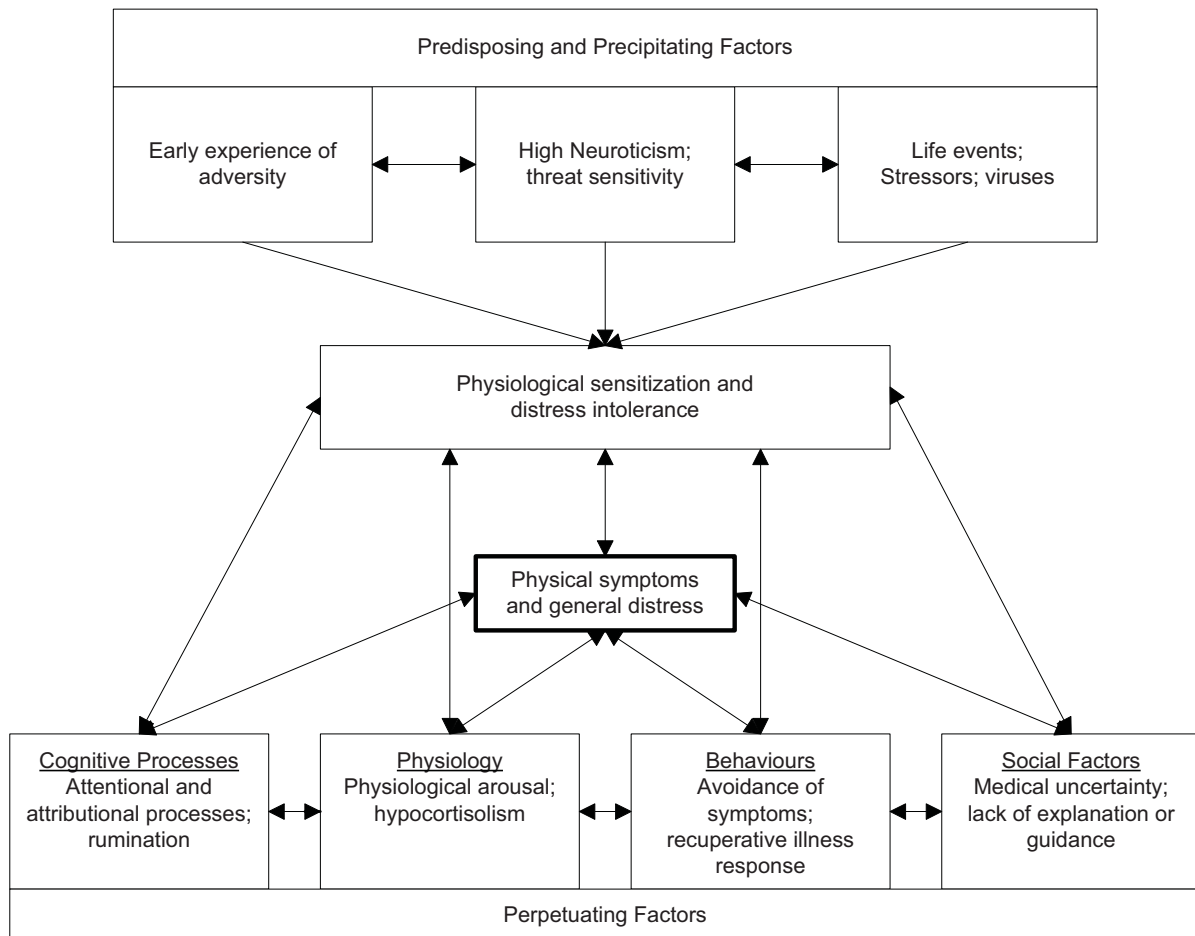 Predisposing and Precipitating Factors
Early experience of
adversity
High Neuroticism;
threat sensitivity
Life events;
Stressors; viruses
Physiological sensitization and
distress intolerance
Physical symptoms
and general distress
Cognitive Processes
Attentional and
attributional processes;
rumination
Physiology
Physiological arousal;
hypocortisolism
Behaviours
Avoidance of
symptoms;
recuperative illness
response
Social Factors
Medical uncertainty;
lack of explanation or
guidance
Perpetuating Factors